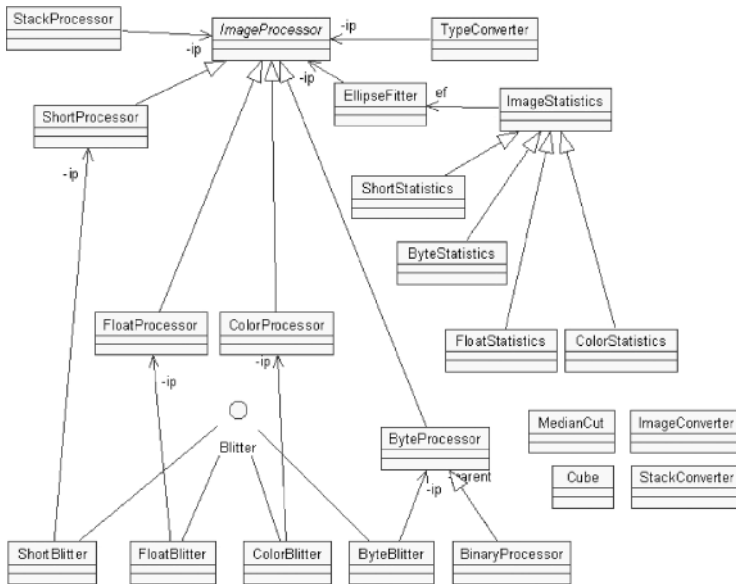 StackProcessor
ImageProcessor
TypeConverter
-ip
-ip
-ip
EllipseFitter
ef
ImageStatistics
ShortProcessor
-ip
ShortStatistics
ByteStatistics
FloatProcessor
ColorProcessor
FloatStatistics
ColorStatistics
-ip
-ip
Blitter
ByteProcessor
MedianCut
ImageConverter
-parent
-ip
Cube
StackConverter
ShortBlitter
FloatBlitter
ColorBlitter
ByteBlitter
BinaryProcessor